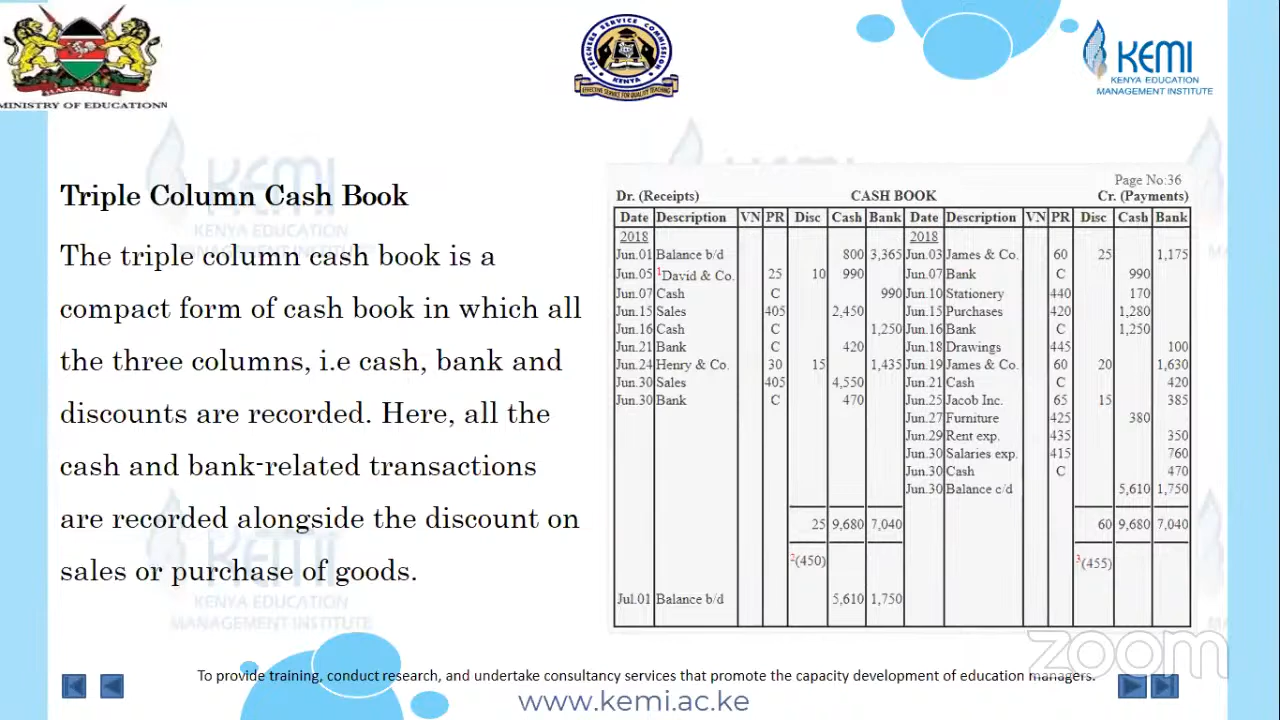 HARAMBEE
MINISTRY OF EDUCATION
TEACHERS SERVICE COMMISSION
KENYA
EFFECTIVE SERVICE FOR QUALITY TEACHING
KEMI
KENYA EDUCATION
MANAGEMENT INSTITUTE
Triple Column Cash Book
The triple column cash book is a
compact form of cash book in which all
the three columns, i.e cash, bank and
discounts are recorded. Here, all the
cash and bank-related transactions
are recorded alongside the discount on
sales or purchase of goods.
Page No:36
Dr. (Receipts) CASH BOOK Cr. (Payments)
Date Description VN PR Disc Cash Bank Date Description VN PR Disc Cash Bank
2018 2018
Jun.01 Balance b/d 800 3,365 Jun.03 James & Co. 60 25 1,175
Jun.05 1David & Co. 25 10 990 Jun.07 Bank C 990
Jun.07 Cash C 990 Jun.10 Stationery 440 170
Jun.15 Sales 405 2,450 Jun.15 Purchases 420 1,280
Jun.16 Cash C 1,250 Jun.16 Bank C 1,250
Jun.21 Bank C 420 Jun.18 Drawings 445 100
Jun.24 Henry & Co. 30 15 1,435 Jun.19 James & Co. 60 20 1,630
Jun.30 Sales 405 4,550 Jun.21 Cash C 420
Jun.30 Bank C 470 Jun.25 Jacob Inc. 65 15 385
Jun.27 Furniture 425 380
Jun.29 Rent exp. 435 350
Jun.30 Salaries exp. 415 760
Jun.30 Cash C 470
Jun.30 Balance c/d 5,610 1,750
25 9,680 7,040 60 9,680 7,040
2(450) 3(455)
Jul.01 Balance b/d 5,610 1,750
zoom
To provide training, conduct research, and undertake consultancy services that promote the capacity development of education managers.
www.kemi.ac.ke